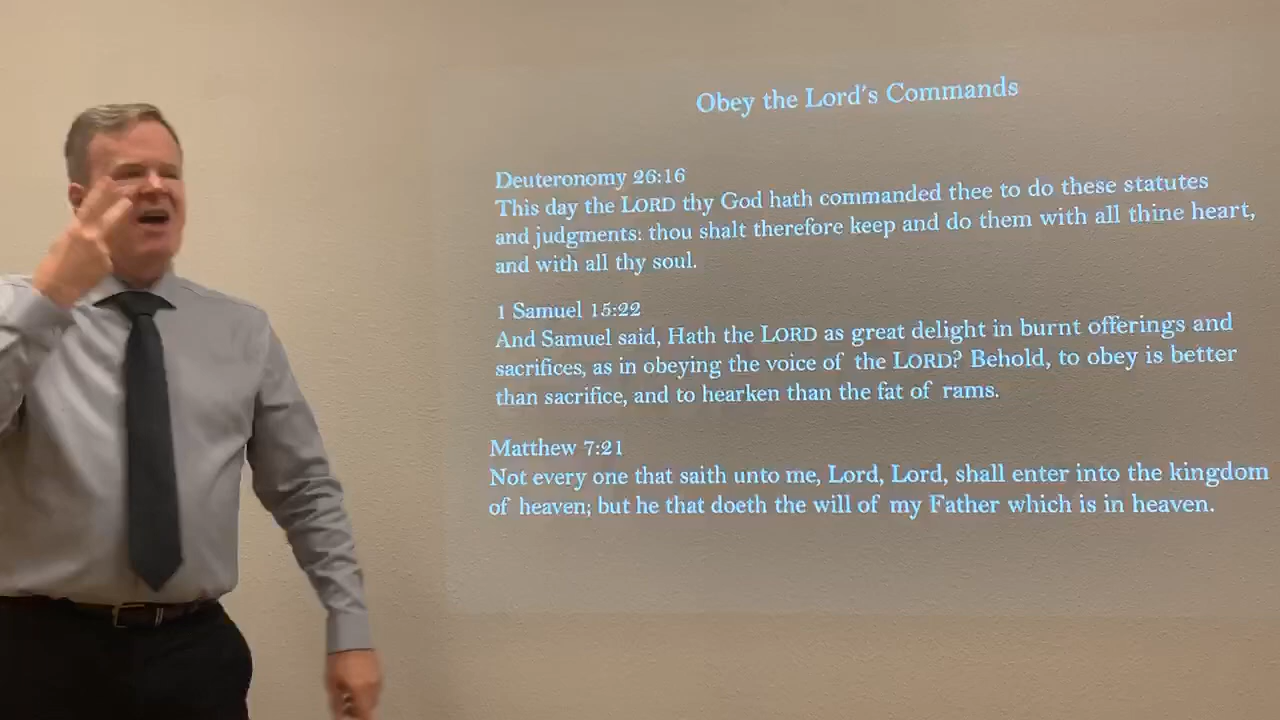 Obey the Lord's Commands
Deuteronomy 26:16
This day the LORD thy God hath commanded thee to do these statutes
and judgments: thou shalt therefore keep and do them with all thine heart,
and with all thy soul.
1 Samuel 15:22
And Samuel said, Hath the LORD as great delight in burnt offerings and
sacrifices, as in obeying the voice of the LORD? Behold, to obey is better
than sacrifice, and to hearken than the fat of rams.
Matthew 7:21
Not every one that saith unto me, Lord, Lord, shall enter into the kingdom
of heaven; but he that doeth the will of my Father which is in heaven.